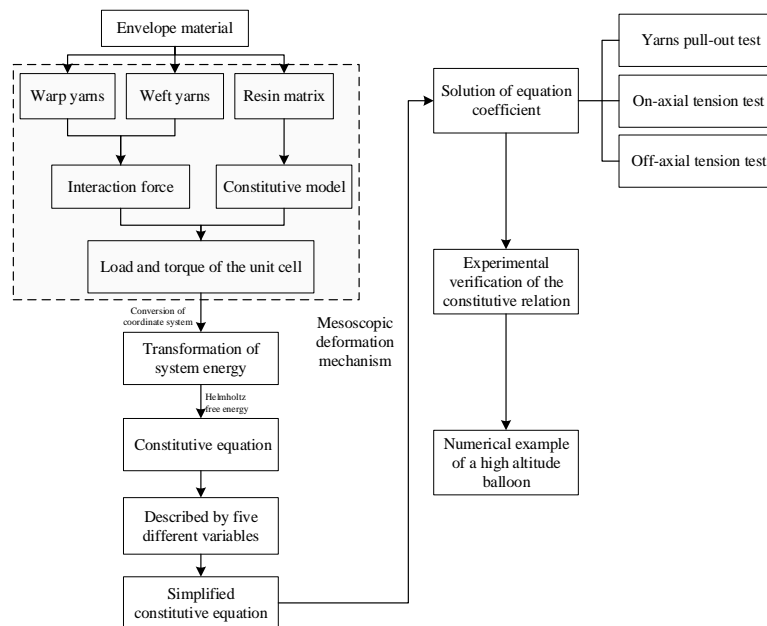 Envelope material
Warp yarns
Weft yarns
Resin matrix
Interaction force
Constitutive model
Load and torque of the unit cell
Conversion of
coordinate system
Transformation of
system energy
Helmholtz
free energy
Constitutive equation
Described by five
different variables
Simplified
constitutive equation
Mesoscopic
deformation
mechanism
Solution of equation
coefficient
Yarns pull-out test
On-axial tension test
Off-axial tension test
Experimental
verification of the
constitutive relation
Numerical example
of a high altitude
balloon